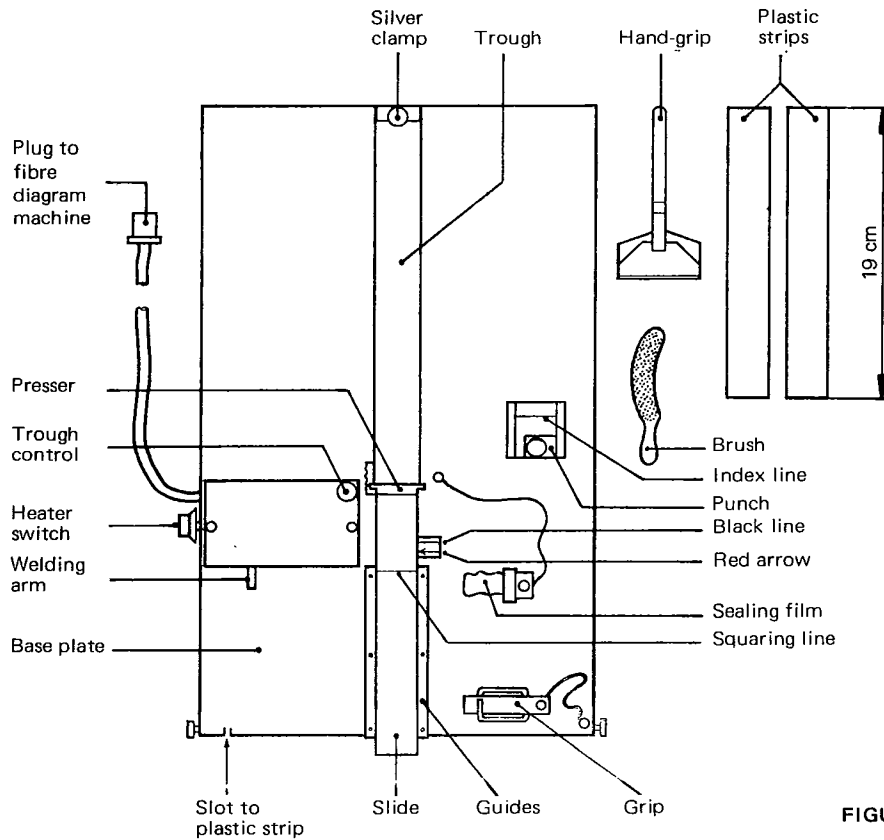 Silver
clamp
Trough
Hand-grip
Plastic
strips
Plug to
fibre
diagram
machine
19 cm
Presser
Trough
control
Heater
switch
Welding
arm
Base plate
Brush
Index line
Punch
Black line
Red arrow
Sealing film
Squaring line
Slot to
plastic strip
Slide
Guides
Grip